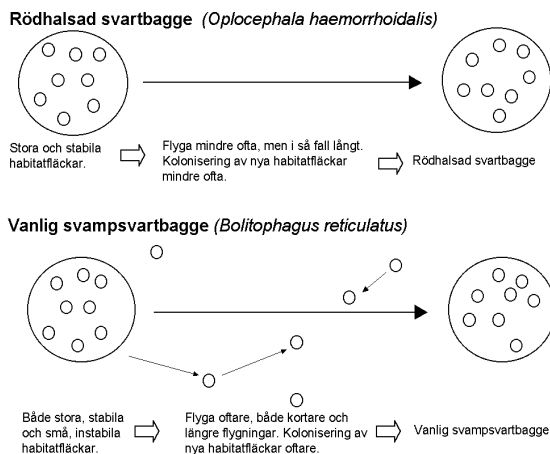 Rödhalsad svartbagge (Oplocephala haemorrhoidalis)
Stora och stabila
habitatfläckar.
Flyga mindre ofta, men i så fall långt.
Kolonisering av nya habitatfläckar
mindre ofta.
Rödhalsad svartbagge
Vanlig svampsvartbagge (Bolitophagus reticulatus)
Både stora, stabila
och små, instabila
habitatfläckar.
Flyga oftare, både kortare och
längre flygningar. Kolonisering av
nya habitatfläckar oftare.
Vanlig svampsvartbagge